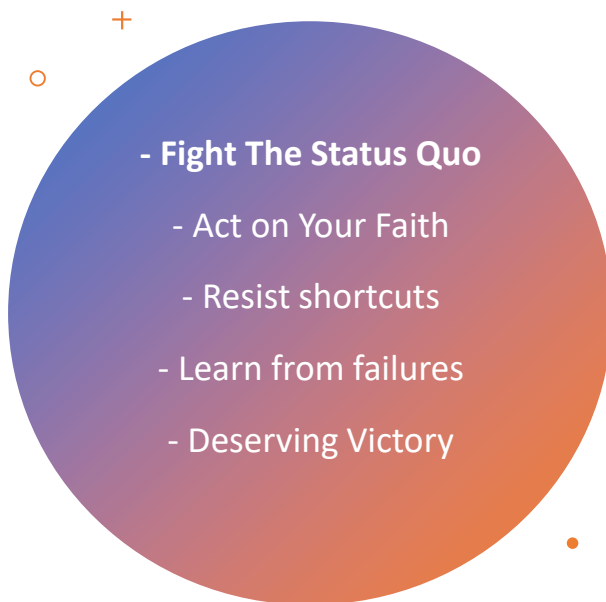 - Fight The Status Quo
- Act on Your Faith
- Resist shortcuts
- Learn from failures
- Deserving Victory